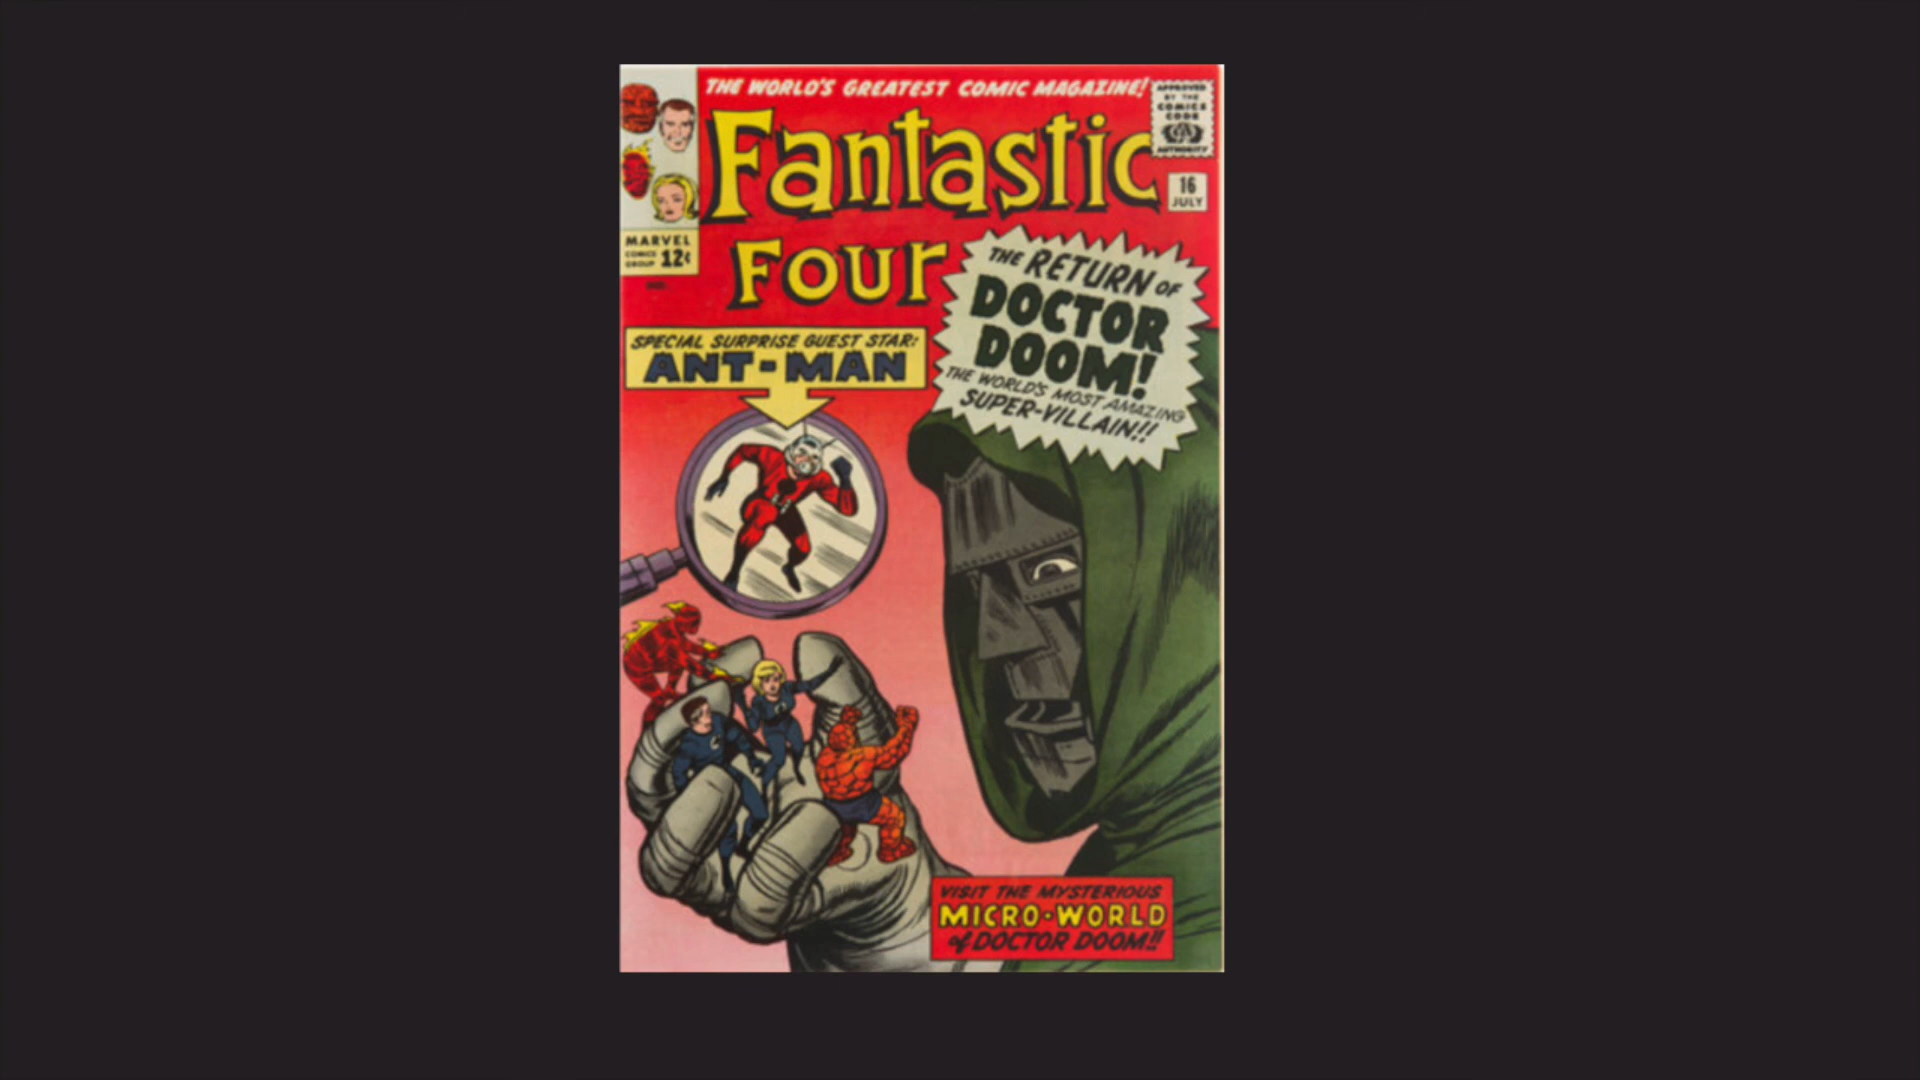 THE WORLD'S GREATEST COMIC MAGAZINE!
APPROVED
BY THE
COMICS
CODE
AUTHORITY
Fantastic
Four
16
JULY
MARVEL
COMICS
GROUP 12¢
IND.
THE RETURN OF
DOCTOR
DOOM!
THE WORLD'S MOST AMAZING
SUPER-VILLAIN!!
SPECIAL SURPRISE GUEST STAR:
ANT-MAN
VISIT THE MYSTERIOUS
MICRO-WORLD
of DOCTOR DOOM!!